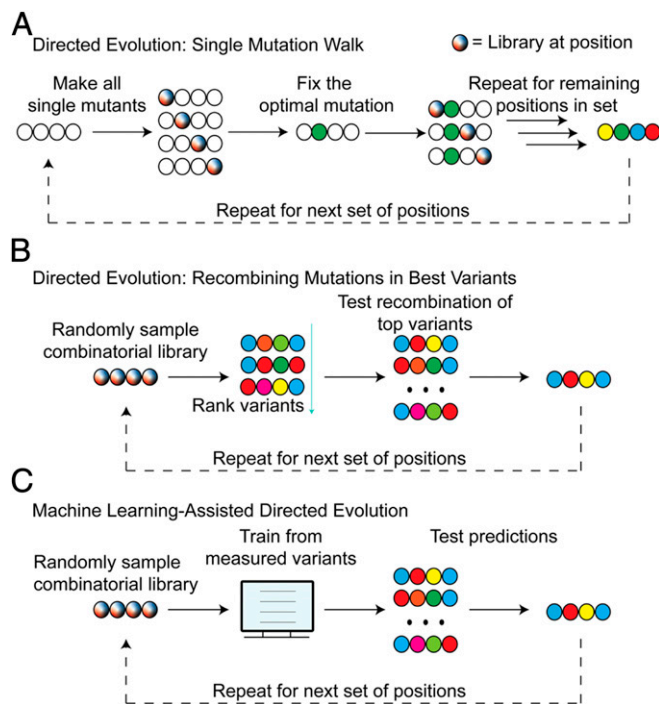 A
Directed Evolution: Single Mutation Walk
= Library at position
Make all
single mutants
Fix the
optimal mutation
Repeat for remaining
positions in set
Repeat for next set of positions
B
Directed Evolution: Recombining Mutations in Best Variants
Randomly sample
combinatorial library
Rank variants
Test recombination of
top variants
Repeat for next set of positions
C
Machine Learning-Assisted Directed Evolution
Randomly sample
combinatorial library
Train from
measured variants
Test predictions
Repeat for next set of positions